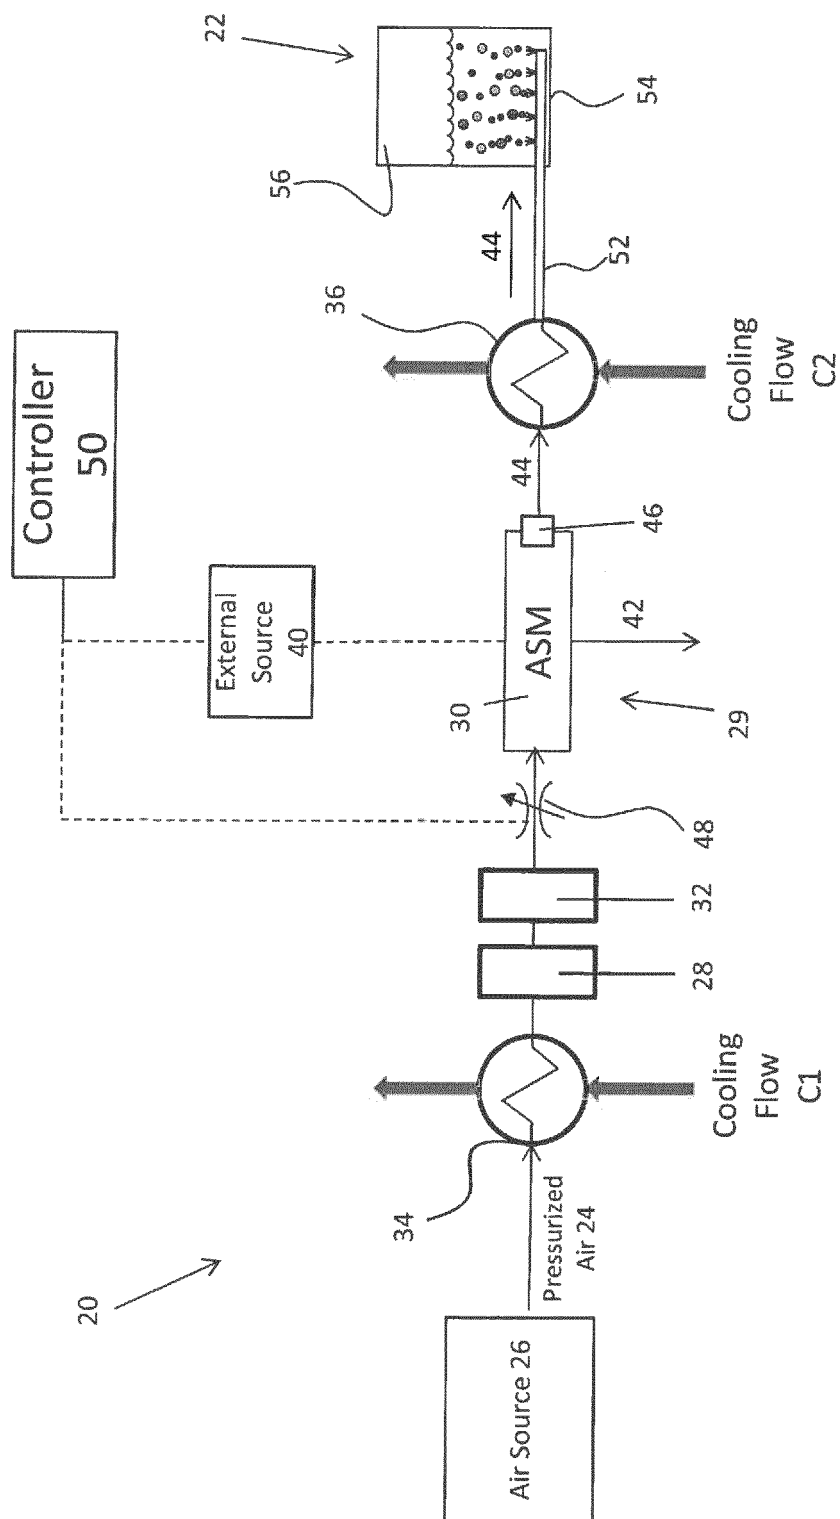 20
Air Source 26
Pressurized
Air 24
34
Cooling
Flow
C1
28
32
48
Controller
50
External
Source
40
30
ASM
29
42
46
44
36
Cooling
Flow
C2
44
52
22
56
54